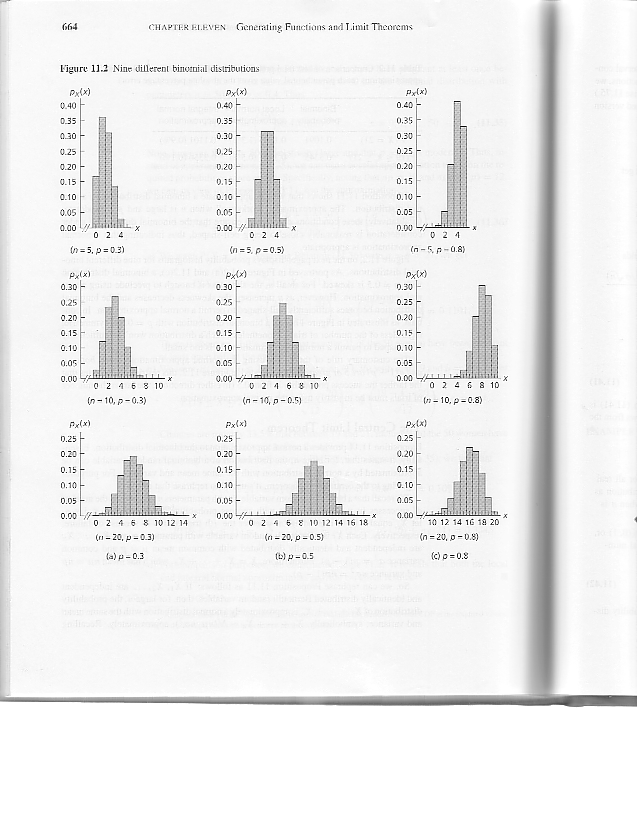 664 CHAPTER ELEVEN Generating Functions and Limit Theorems
Figure 11.2 Nine different binomial distributions
pX(x) pX(x) pX(x)
0.40 0.40 0.40
0.35 0.35 0.35
0.30 0.30 0.30
0.25 0.25 0.25
0.20 0.20 0.20
0.15 0.15 0.15
0.10 0.10 0.10
0.05 0.05 0.05
0.00 x 0.00 x 0.00 x
0 2 4 0 2 4 0 2 4
(n = 5, p = 0.3) (n = 5, p = 0.5) (n = 5, p = 0.8)
pX(x) pX(x) pX(x)
0.30 0.30 0.30
0.25 0.25 0.25
0.20 0.20 0.20
0.15 0.15 0.15
0.10 0.10 0.10
0.05 0.05 0.05
0.00 x 0.00 x 0.00 x
0 2 4 6 8 10 0 2 4 6 8 10 0 2 4 6 8 10
(n = 10, p = 0.3) (n = 10, p = 0.5) (n = 10, p = 0.8)
pX(x) pX(x) pX(x)
0.25 0.25 0.25
0.20 0.20 0.20
0.15 0.15 0.15
0.10 0.10 0.10
0.05 0.05 0.05
0.00 x 0.00 x 0.00 x
0 2 4 6 8 10 12 14 0 2 4 6 8 10 12 14 16 18 10 12 14 16 18 20
(n = 20, p = 0.3) (n = 20, p = 0.5) (n = 20, p = 0.8)
(a) p = 0.3 (b) p = 0.5 (c) p = 0.8